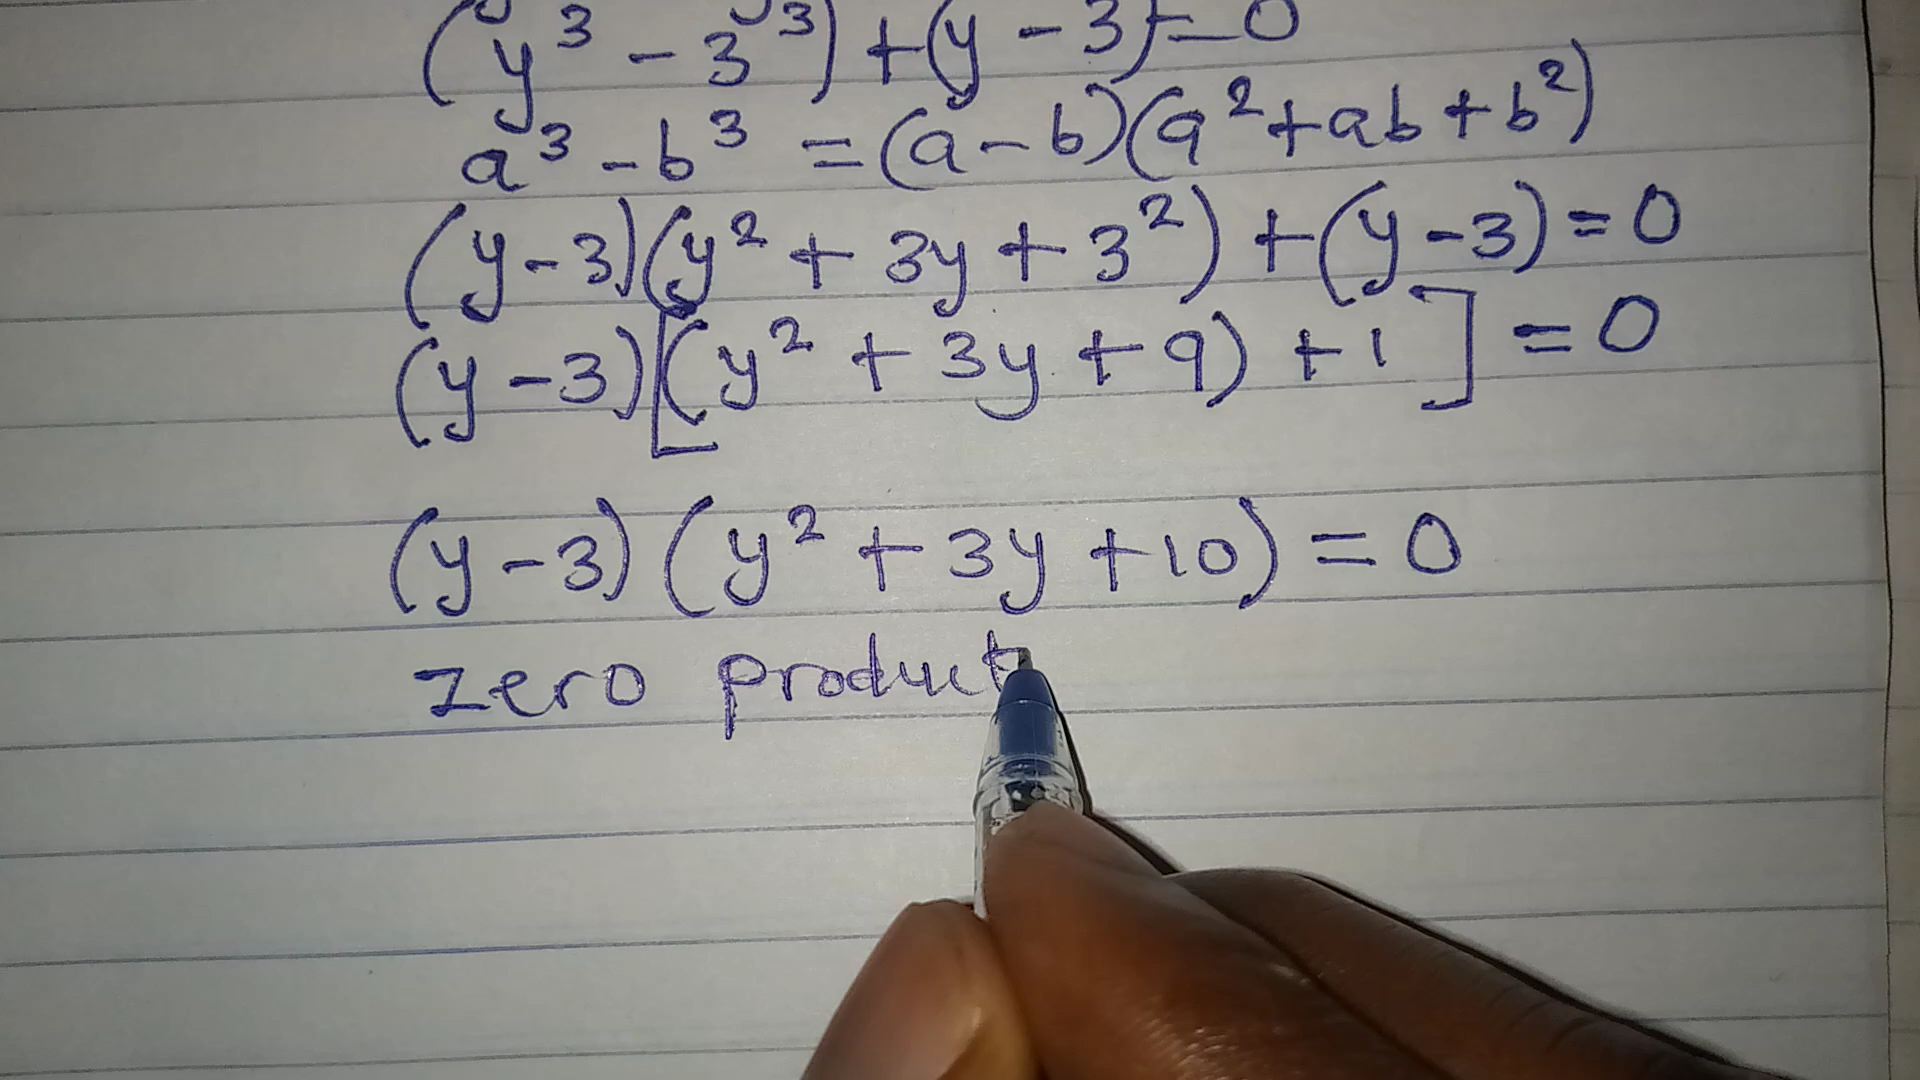 (y³ - 3³) + (y - 3) = 0
a³ - b³ = (a - b)(a² + ab + b²)
(y - 3)(y² + 3y + 3²) + (y - 3) = 0
(y - 3)[(y² + 3y + 9) + 1] = 0
(y - 3)(y² + 3y + 10) = 0
zero product